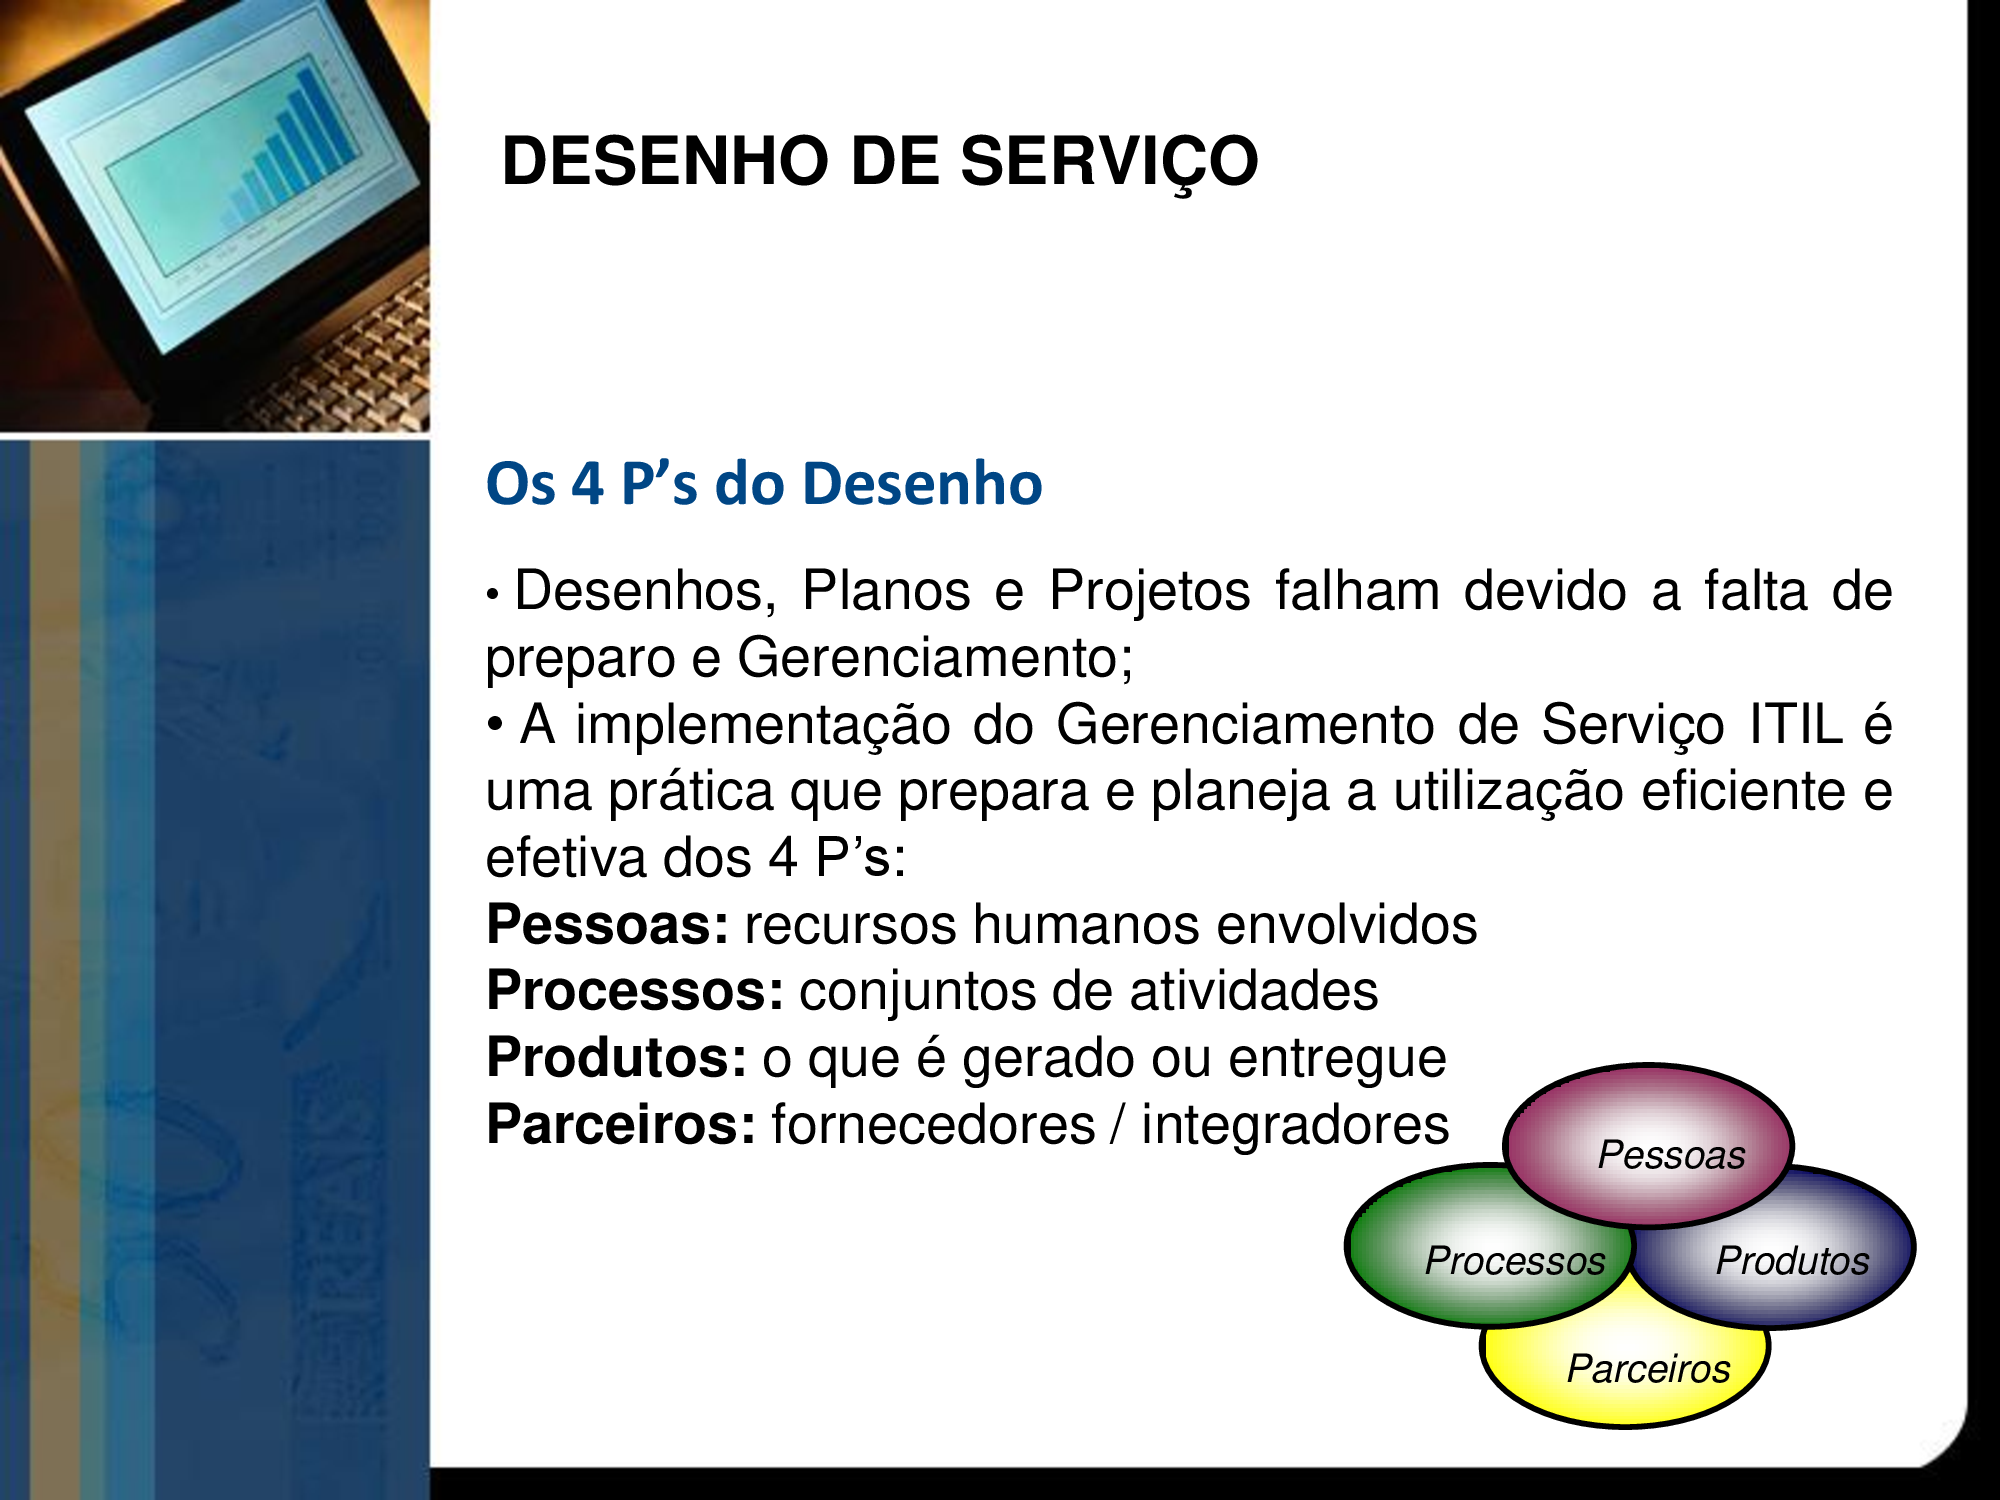 DESENHO DE SERVIÇO
Os 4 P’s do Desenho
• Desenhos, Planos e Projetos falham devido a falta de
preparo e Gerenciamento;
• A implementação do Gerenciamento de Serviço ITIL é
uma prática que prepara e planeja a utilização eficiente e
efetiva dos 4 P’s:
Pessoas: recursos humanos envolvidos
Processos: conjuntos de atividades
Produtos: o que é gerado ou entregue
Parceiros: fornecedores / integradores
Pessoas
Processos
Produtos
Parceiros
REAIS